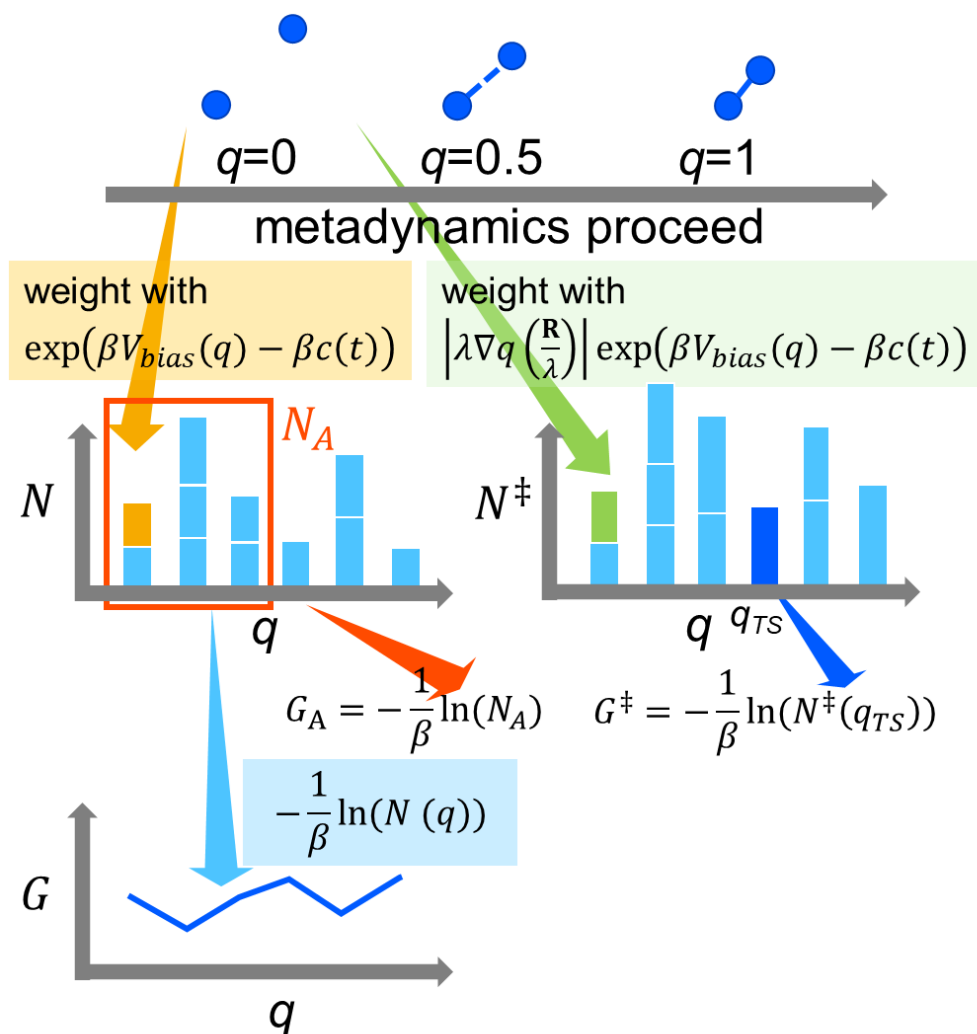 q=0 q=0.5 q=1
metadynamics proceed
weight with
exp(βV_bias(q) − βc(t))
weight with
|λ∇q(R/λ)| exp(βV_bias(q) − βc(t))
N_A
N
q
N‡
q q_TS
G_A = −1/β ln(N_A)
G‡ = −1/β ln(N‡(q_TS))
−1/β ln(N (q))
G
q